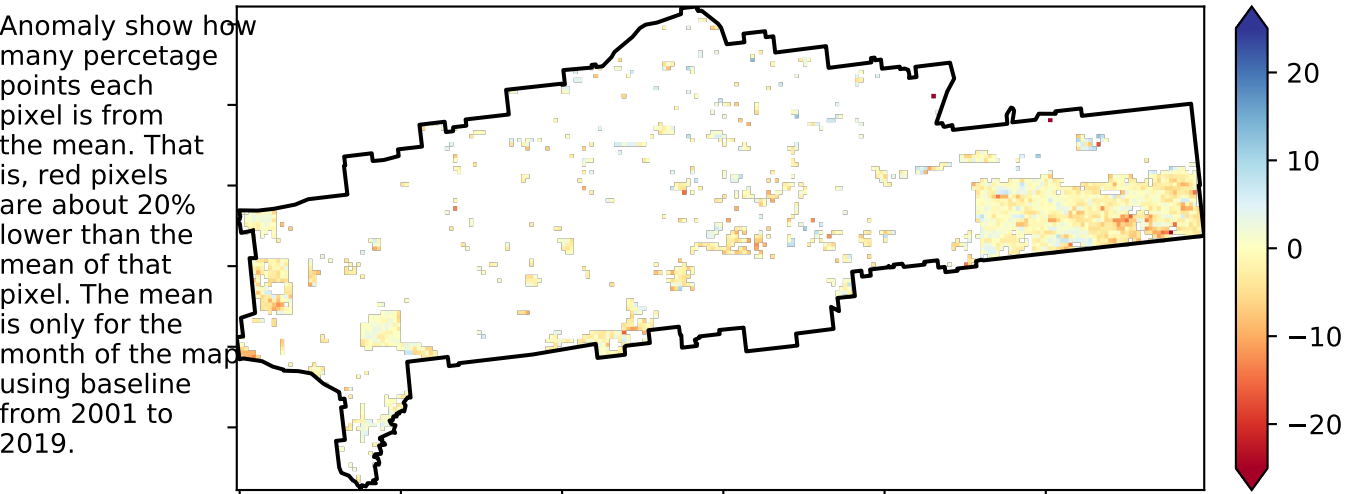 Anomaly show how
many percetage
points each
pixel is from
the mean. That
is, red pixels
are about 20%
lower than the
mean of that
pixel. The mean
is only for the
month of the map
using baseline
from 2001 to
2019.
20
10
0
−10
−20